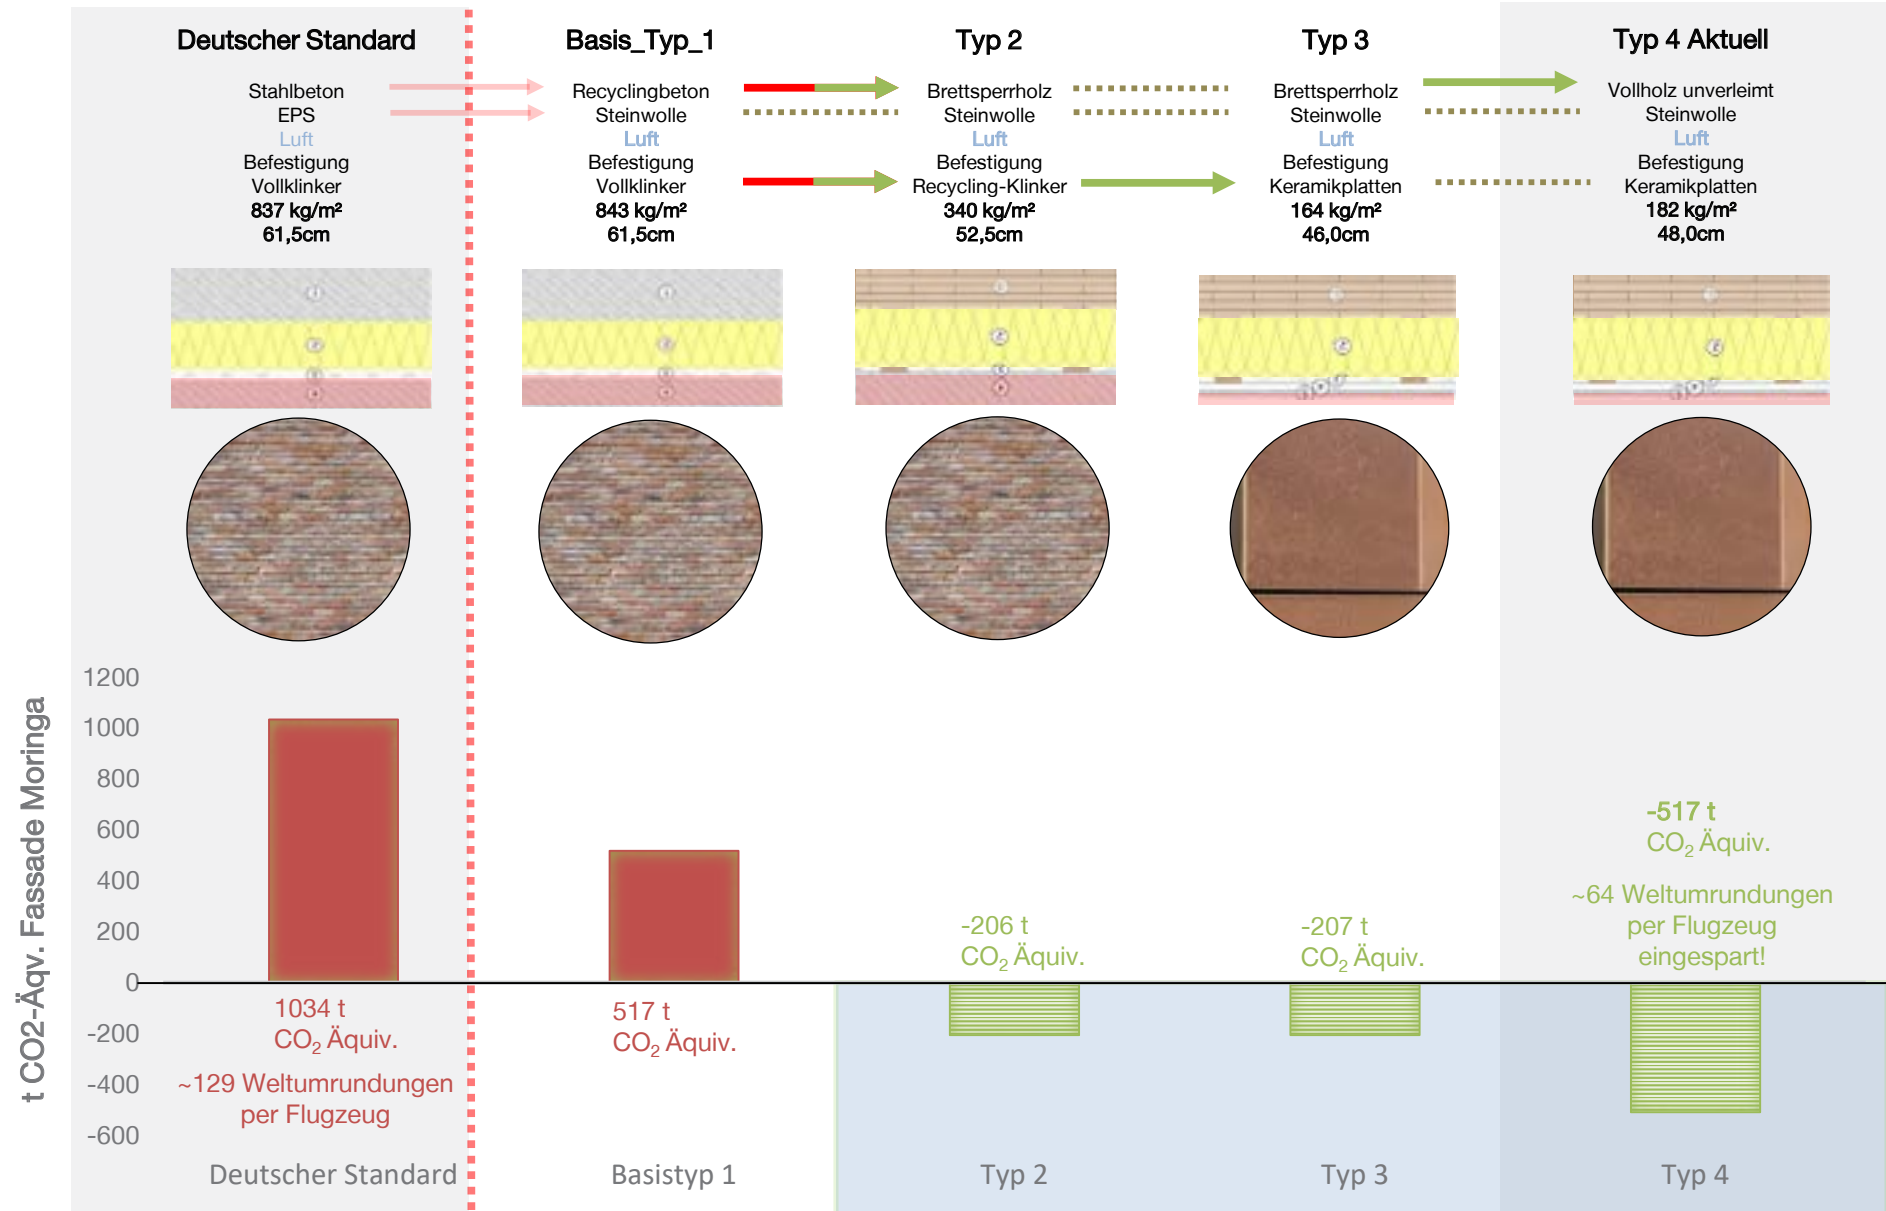 Deutscher Standard
Stahlbeton
EPS
Luft
Befestigung
Vollklinker
837 kg/m²
61,5cm
Basis_Typ_1
Recyclingbeton
Steinwolle
Luft
Befestigung
Vollklinker
843 kg/m²
61,5cm
Typ 2
Brettsperrholz
Steinwolle
Luft
Befestigung
Recycling-Klinker
340 kg/m²
52,5cm
Typ 3
Brettsperrholz
Steinwolle
Luft
Befestigung
Keramikplatten
164 kg/m²
46,0cm
Typ 4 Aktuell
Vollholz unverleimt
Steinwolle
Luft
Befestigung
Keramikplatten
182 kg/m²
48,0cm
t CO2-Äqv. Fassade Moringa
1200
1000
800
600
400
200
0
-200
-400
-600
1034 t
CO₂ Äquiv.
~129 Weltumrundungen
per Flugzeug
517 t
CO₂ Äquiv.
-206 t
CO₂ Äquiv.
-207 t
CO₂ Äquiv.
-517 t
CO₂ Äquiv.
~64 Weltumrundungen
per Flugzeug
eingespart!
Deutscher Standard
Basistyp 1
Typ 2
Typ 3
Typ 4